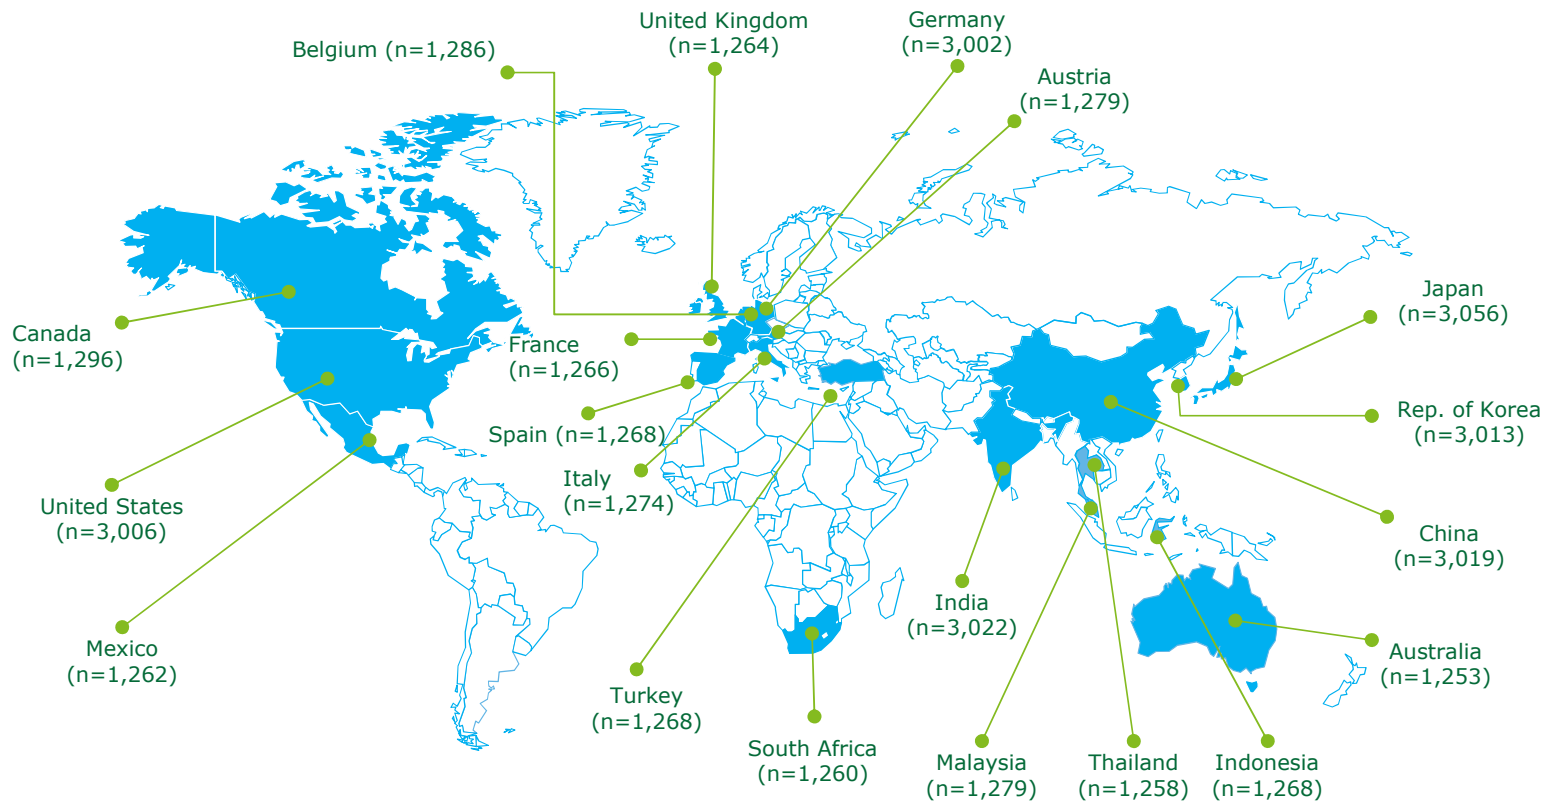 United Kingdom
(n=1,264)
Germany
(n=3,002)
Belgium (n=1,286)
Austria
(n=1,279)
Japan
(n=3,056)
Canada
(n=1,296)
France
(n=1,266)
Rep. of Korea
(n=3,013)
Spain (n=1,268)
Italy
(n=1,274)
United States
(n=3,006)
China
(n=3,019)
India
(n=3,022)
Mexico
(n=1,262)
Australia
(n=1,253)
Turkey
(n=1,268)
South Africa
(n=1,260)
Malaysia
(n=1,279)
Thailand
(n=1,258)
Indonesia
(n=1,268)